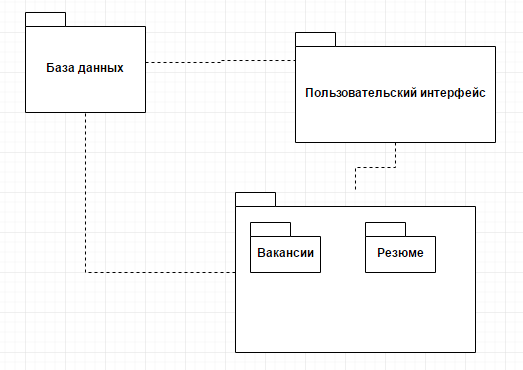 База данных
Пользовательский интерфейс
Вакансии
Резюме